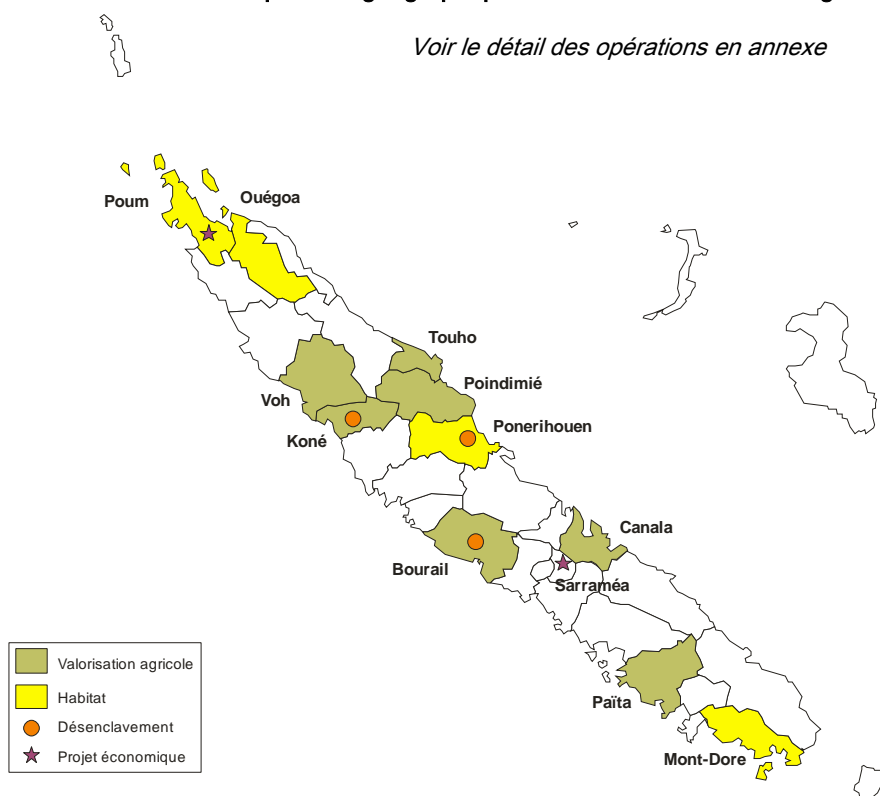 Voir le détail des opérations en annexe
Poum
Ouégoa
Touho
Poindimié
Voh
Ponerihouen
Koné
Canala
Bourail
Sarraméa
Valorisation agricole
Habitat
Païta
Désenclavement
Projet économique
Mont-Dore